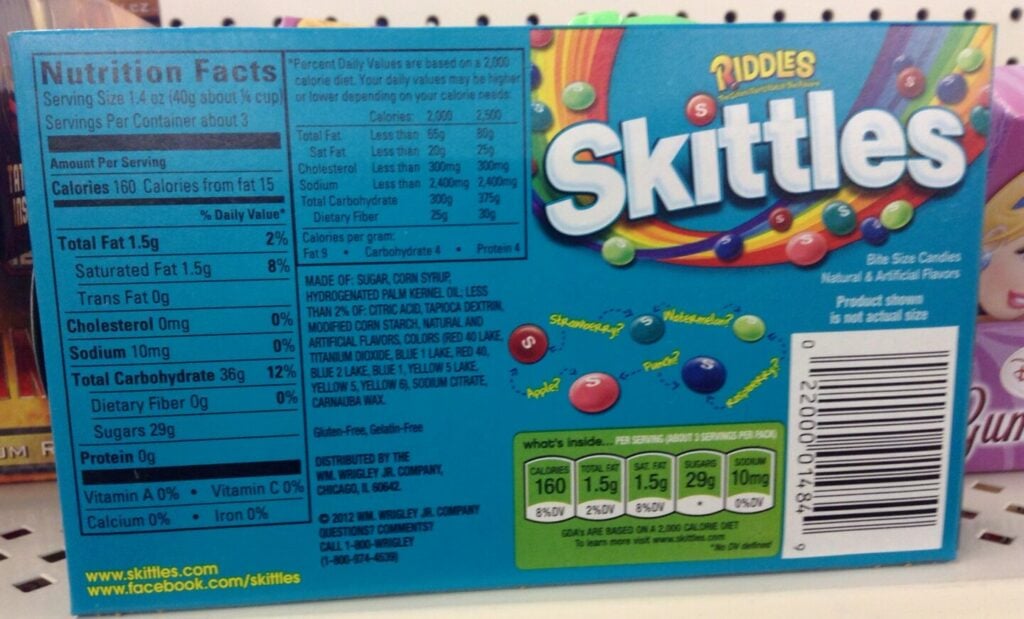 Nutrition Facts
Serving Size 1.4 oz (40g about ¼ cup)
Servings Per Container about 3
Amount Per Serving
Calories 160 Calories from fat 15
% Daily Value*
Total Fat 1.5g 2%
Saturated Fat 1.5g 8%
Trans Fat 0g
Cholesterol 0mg 0%
Sodium 10mg 0%
Total Carbohydrate 36g 12%
Dietary Fiber 0g 0%
Sugars 29g
Protein 0g
Vitamin A 0% • Vitamin C 0%
Calcium 0% • Iron 0%
www.skittles.com
www.facebook.com/skittles
*Percent Daily Values are based on a 2,000
calorie diet. Your daily values may be higher
or lower depending on your calorie needs:
Calories: 2,000 2,500
Total Fat Less than 65g 80g
Sat Fat Less than 20g 25g
Cholesterol Less than 300mg 300mg
Sodium Less than 2,400mg 2,400mg
Total Carbohydrate 300g 375g
Dietary Fiber 25g 30g
Calories per gram:
Fat 9 • Carbohydrate 4 • Protein 4
MADE OF: SUGAR, CORN SYRUP,
HYDROGENATED PALM KERNEL OIL; LESS
THAN 2% OF: CITRIC ACID, TAPIOCA DEXTRIN,
MODIFIED CORN STARCH, NATURAL AND
ARTIFICIAL FLAVORS, COLORS (RED 40 LAKE,
TITANIUM DIOXIDE, BLUE 1 LAKE, RED 40,
BLUE 2 LAKE, BLUE 1, YELLOW 5 LAKE,
YELLOW 5, YELLOW 6), SODIUM CITRATE,
CARNAUBA WAX.
Gluten-Free, Gelatin-Free
DISTRIBUTED BY THE
WM. WRIGLEY JR. COMPANY,
CHICAGO, IL 60642.
© 2012 WM. WRIGLEY JR. COMPANY
QUESTIONS? COMMENTS?
CALL 1-800-WRIGLEY
(1-800-974-4539)
RIDDLES
Skittles
Bite Size Candies
Natural & Artificial Flavors
Product shown
is not actual size
Strawberry? Watermelon?
Apple? Punch? Raspberry?
what's inside... PER SERVING (ABOUT 3 SERVINGS PER PACK)
CALORIES TOTAL FAT SAT. FAT SUGARS SODIUM
160 1.5g 1.5g 29g 10mg
8%DV 2%DV 8%DV * 0%DV
GDA's ARE BASED ON A 2,000 CALORIE DIET
To learn more visit www.skittles.com
*No DV defined
0 22000 01484 9